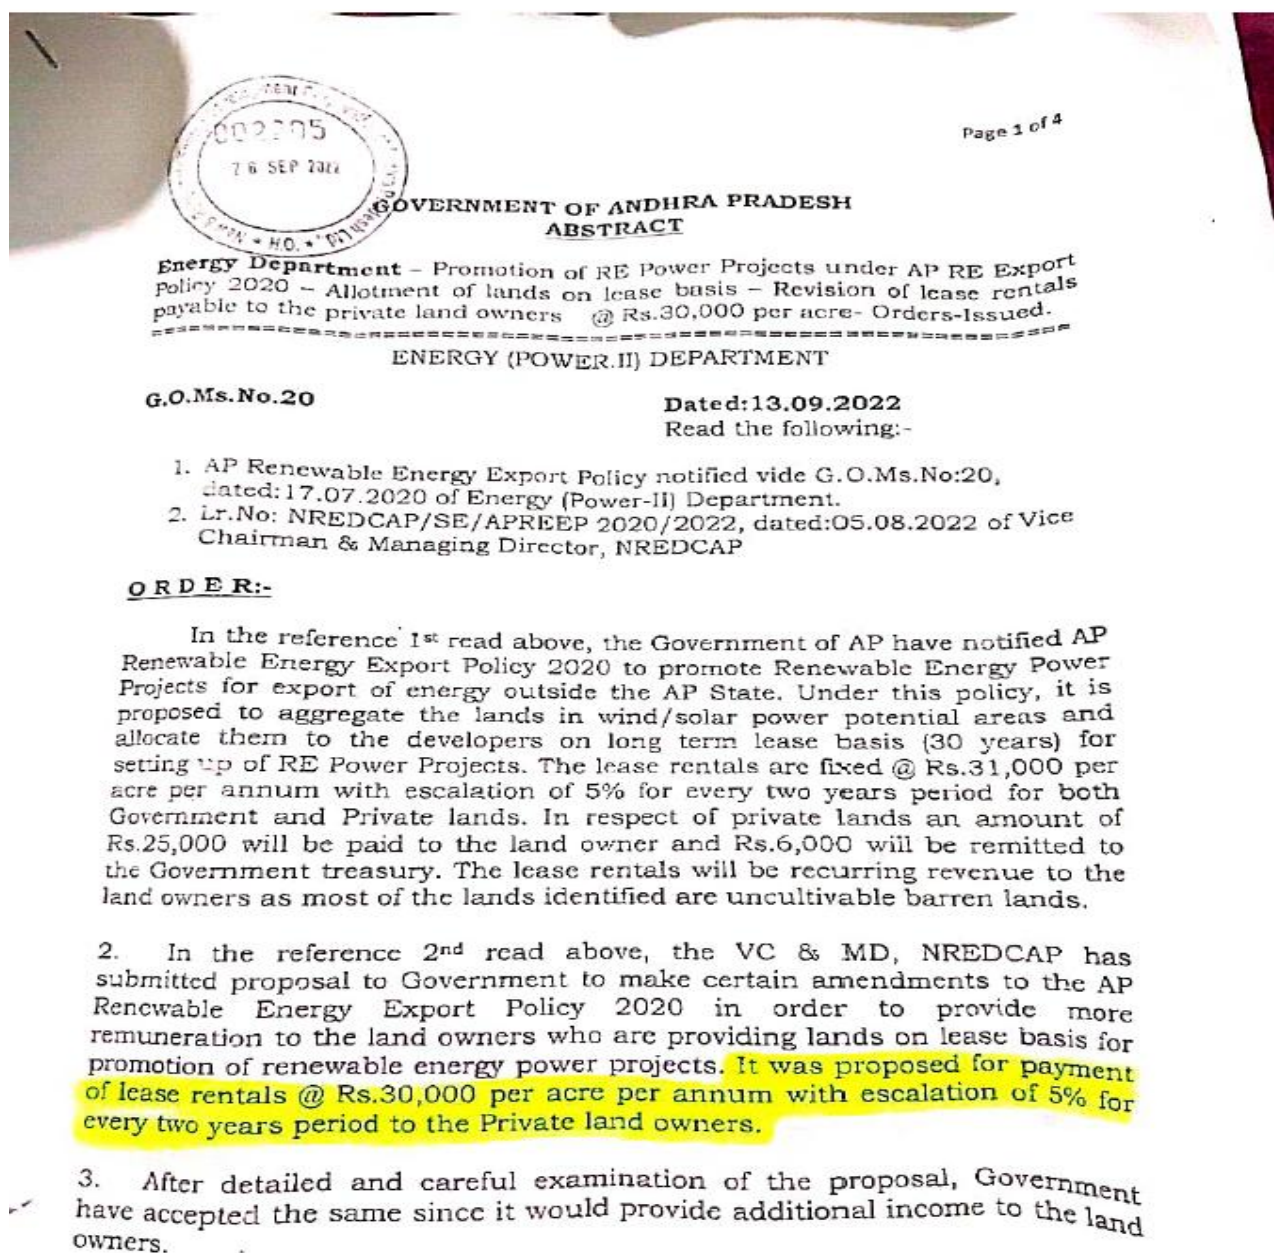 002205
26 SEP 2022
H.O.
Page 1 of 4
GOVERNMENT OF ANDHRA PRADESH
ABSTRACT
Energy Department – Promotion of RE Power Projects under AP RE Export
Policy 2020 – Allotment of lands on lease basis – Revision of lease rentals
payable to the private land owners @ Rs.30,000 per acre- Orders-Issued.
ENERGY (POWER.II) DEPARTMENT
G.O.Ms.No.20
Dated:13.09.2022
Read the following:-
1. AP Renewable Energy Export Policy notified vide G.O.Ms.No:20,
dated:17.07.2020 of Energy (Power-II) Department.
2. Lr.No: NREDCAP/SE/APREEP 2020/2022, dated:05.08.2022 of Vice
Chairman & Managing Director, NREDCAP
O R D E R:-
In the reference 1st read above, the Government of AP have notified AP
Renewable Energy Export Policy 2020 to promote Renewable Energy Power
Projects for export of energy outside the AP State. Under this policy, it is
proposed to aggregate the lands in wind/solar power potential areas and
allocate them to the developers on long term lease basis (30 years) for
setting up of RE Power Projects. The lease rentals are fixed @ Rs.31,000 per
acre per annum with escalation of 5% for every two years period for both
Government and Private lands. In respect of private lands an amount of
Rs.25,000 will be paid to the land owner and Rs.6,000 will be remitted to
the Government treasury. The lease rentals will be recurring revenue to the
land owners as most of the lands identified are uncultivable barren lands.
2. In the reference 2nd read above, the VC & MD, NREDCAP has
submitted proposal to Government to make certain amendments to the AP
Renewable Energy Export Policy 2020 in order to provide more
remuneration to the land owners who are providing lands on lease basis for
promotion of renewable energy power projects. It was proposed for payment
of lease rentals @ Rs.30,000 per acre per annum with escalation of 5% for
every two years period to the Private land owners.
3. After detailed and careful examination of the proposal, Government
have accepted the same since it would provide additional income to the land
owners.